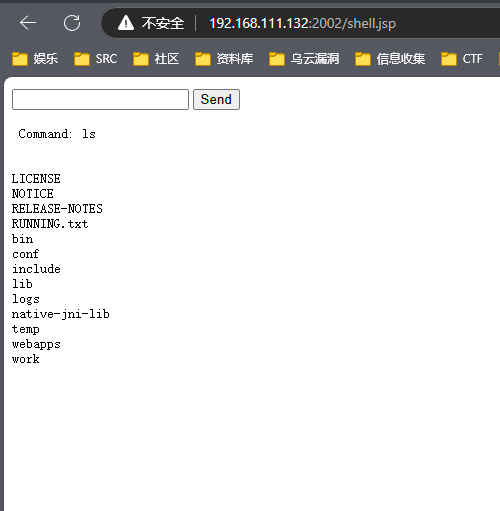 不安全 192.168.111.132:2002/shell.jsp
娱乐 SRC 社区 资料库 乌云漏洞 信息收集 CTF
Send
Command: ls
LICENSE
NOTICE
RELEASE-NOTES
RUNNING.txt
bin
conf
include
lib
logs
native-jni-lib
temp
webapps
work